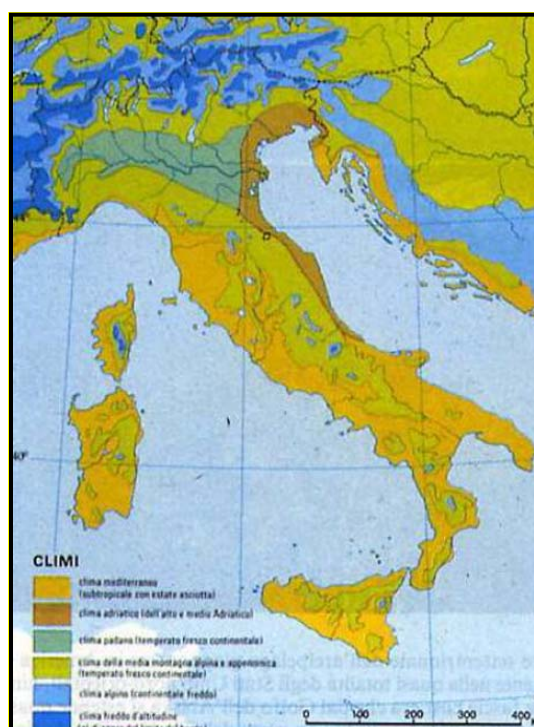 40°
CLIMI
clima mediterraneo
(subtropicale con estate asciutta)
clima adriatico (dell'alto e medio Adriatico)
clima padano (temperato fresco continentale)
clima della media montagna alpina e appenninica
(temperato fresco continentale)
clima alpino (continentale freddo)
clima freddo d'altitudine
0 100 200 300 400